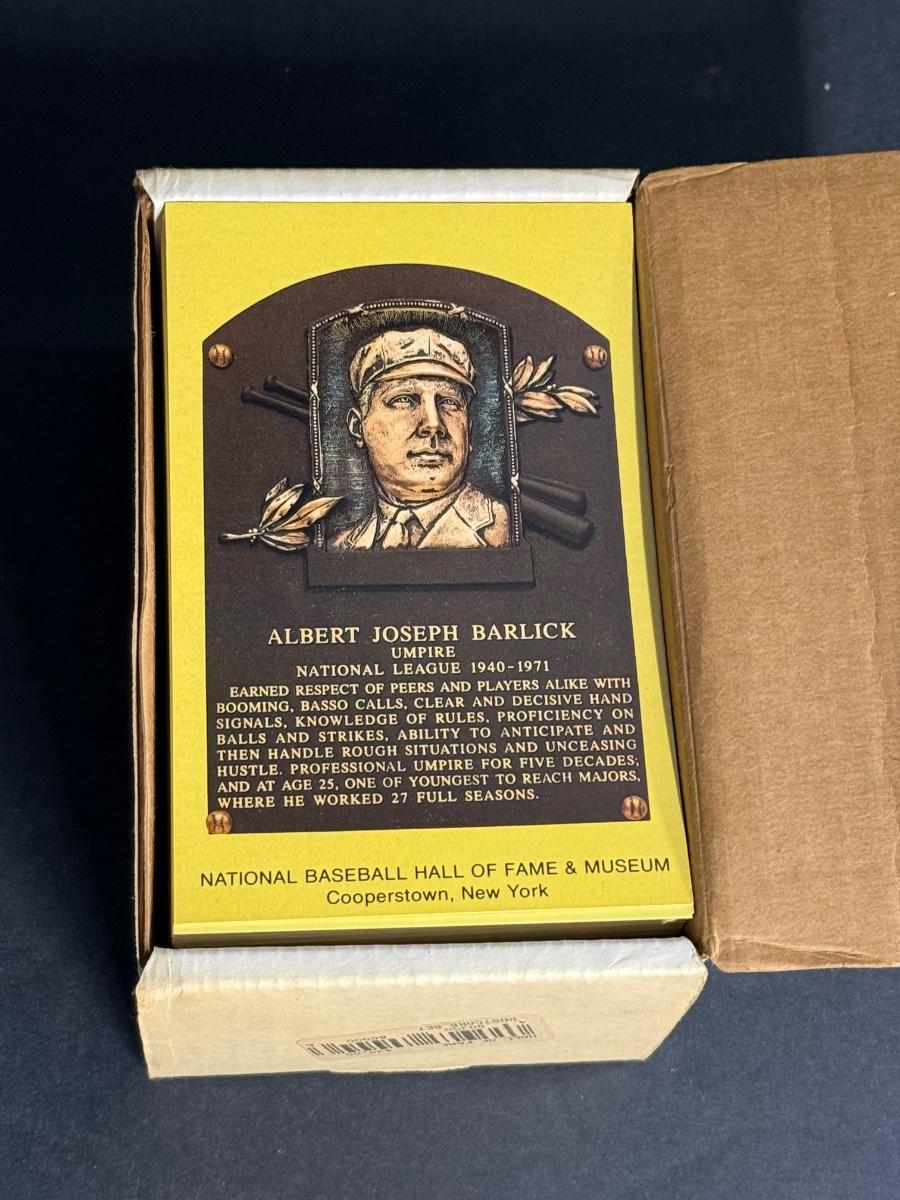 ALBERT JOSEPH BARLICK
UMPIRE
NATIONAL LEAGUE 1940-1971
EARNED RESPECT OF PEERS AND PLAYERS ALIKE WITH
BOOMING, BASSO CALLS, CLEAR AND DECISIVE HAND
SIGNALS, KNOWLEDGE OF RULES, PROFICIENCY ON
BALLS AND STRIKES, ABILITY TO ANTICIPATE AND
THEN HANDLE ROUGH SITUATIONS AND UNCEASING
HUSTLE. PROFESSIONAL UMPIRE FOR FIVE DECADES;
AND AT AGE 25, ONE OF YOUNGEST TO REACH MAJORS,
WHERE HE WORKED 27 FULL SEASONS.
NATIONAL BASEBALL HALL OF FAME & MUSEUM
Cooperstown, New York
POSTCARD SET